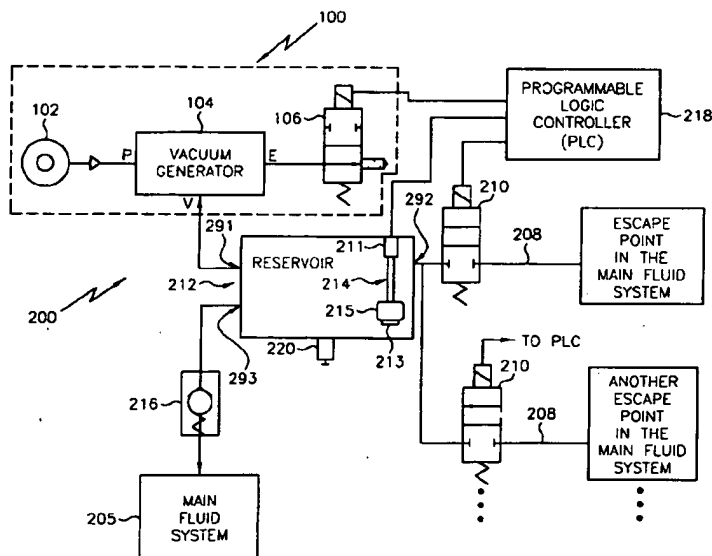 100
102
P
104
VACUUM
GENERATOR
E
V
106
PROGRAMMABLE
LOGIC
CONTROLLER
(PLC)
218
210
291
292
211
RESERVOIR
212
214
215
213
208
ESCAPE
POINT
IN THE
MAIN FLUID
SYSTEM
200
293
220
TO PLC
210
216
208
ANOTHER
ESCAPE
POINT
IN THE
MAIN FLUID
SYSTEM
205
MAIN
FLUID
SYSTEM